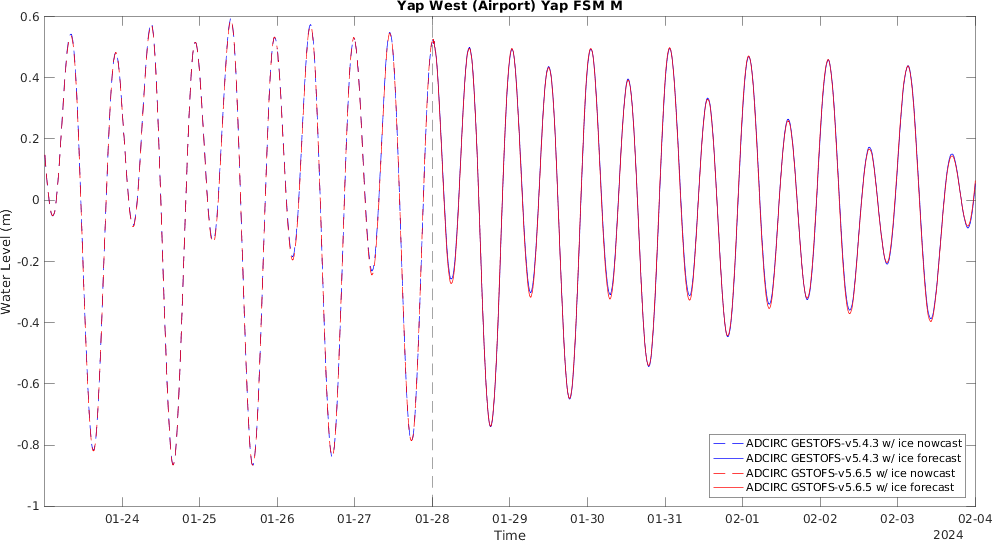 Yap West (Airport) Yap FSM M
0.6
0.4
0.2
0
-0.2
-0.4
-0.6
-0.8
-1
Water Level (m)
ADCIRC GESTOFS-v5.4.3 w/ ice nowcast
ADCIRC GESTOFS-v5.4.3 w/ ice forecast
ADCIRC GSTOFS-v5.6.5 w/ ice nowcast
ADCIRC GSTOFS-v5.6.5 w/ ice forecast
01-24 01-25 01-26 01-27 01-28 01-29 01-30 01-31 02-01 02-02 02-03 02-04
Time
2024